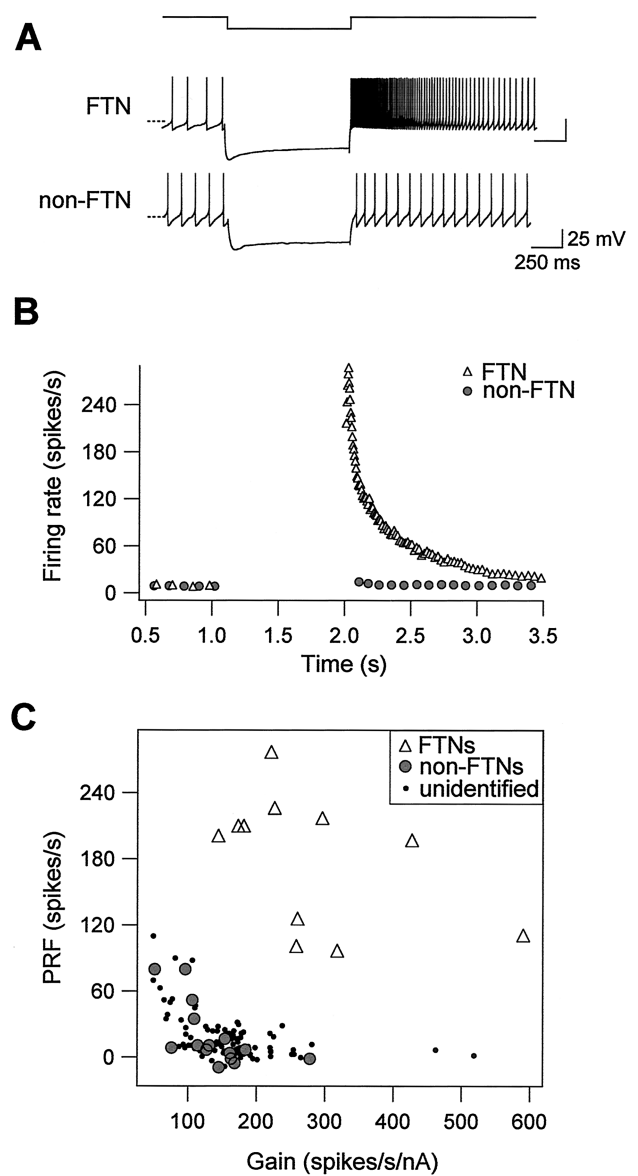 A
FTN
non-FTN
25 mV
250 ms
B
Firing rate (spikes/s)
240
180
120
60
0
FTN
non-FTN
0.5 1.0 1.5 2.0 2.5 3.0 3.5
Time (s)
C
PRF (spikes/s)
240
180
120
60
0
FTNs
non-FTNs
unidentified
100 200 300 400 500 600
Gain (spikes/s/nA)